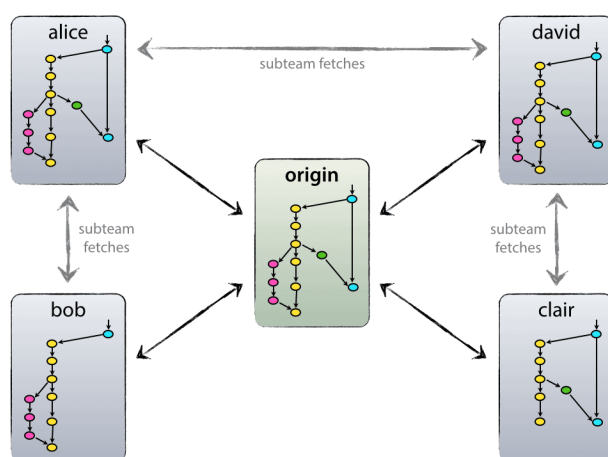 alice
david
subteam fetches
origin
subteam
fetches
subteam
fetches
bob
clair